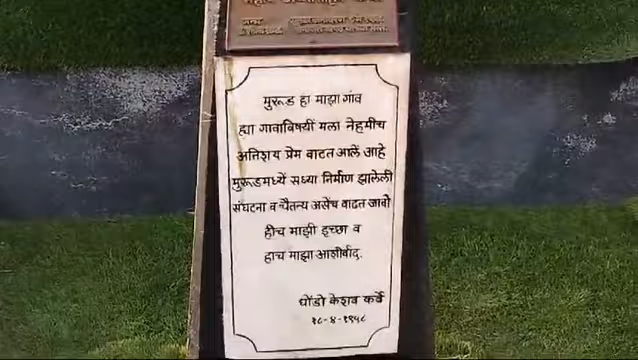 मुरूड हा माझा गांव
ह्या गावाविषयीं मला नेहमीच
अतिशय प्रेम वाटत आलें आहे
मुरूडमध्यें सध्या निर्माण झालेली
संघटना व चैतन्य असेंच वाढत जावो
हीच माझी इच्छा व
हाच माझा आशीर्वाद.
धोंडो केशव कर्वे
१८-४-१९५८